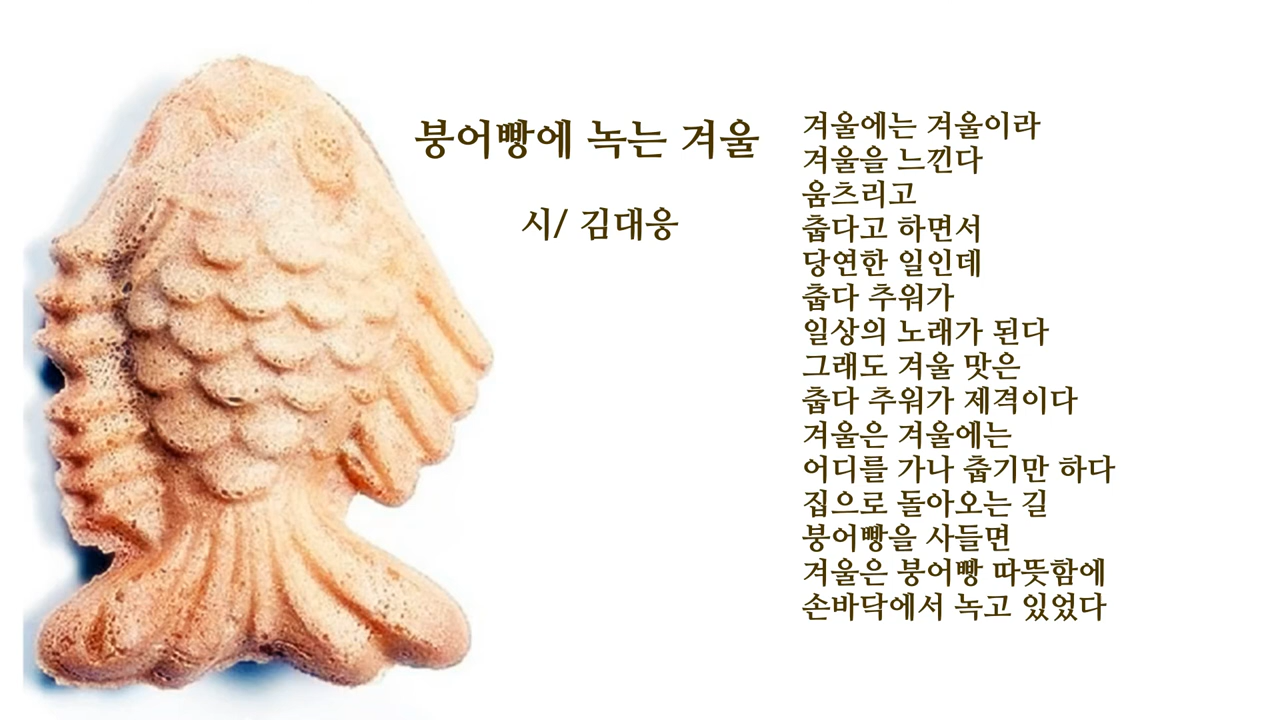 붕어빵에 녹는 겨울
시/ 김대웅
겨울에는 겨울이라
겨울을 느낀다
움츠리고
춥다고 하면서
당연한 일인데
춥다 추워가
일상의 노래가 된다
그래도 겨울 맛은
춥다 추워가 제격이다
겨울은 겨울에는
어디를 가나 춥기만 하다
집으로 돌아오는 길
붕어빵을 사들면
겨울은 붕어빵 따뜻함에
손바닥에서 녹고 있었다